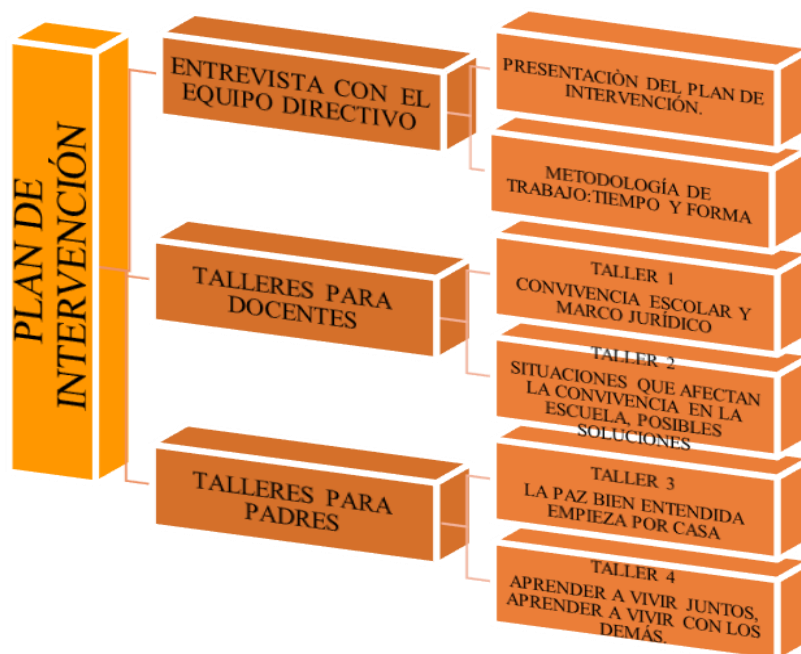 PLAN DE
INTERVENCIÓN
ENTREVISTA CON EL
EQUIPO DIRECTIVO
PRESENTACIÒN DEL PLAN DE
INTERVENCIÓN.
METODOLOGÍA DE
TRABAJO:TIEMPO Y FORMA
TALLERES PARA
DOCENTES
TALLER 1
CONVIVENCIA ESCOLAR Y
MARCO JURÍDICO
TALLER 2
SITUACIONES QUE AFECTAN
LA CONVIVENCIA EN LA
ESCUELA, POSIBLES
SOLUCIONES
TALLERES PARA
PADRES
TALLER 3
LA PAZ BIEN ENTENDIDA
EMPIEZA POR CASA
TALLER 4
APRENDER A VIVIR JUNTOS,
APRENDER A VIVIR CON LOS
DEMÁS.